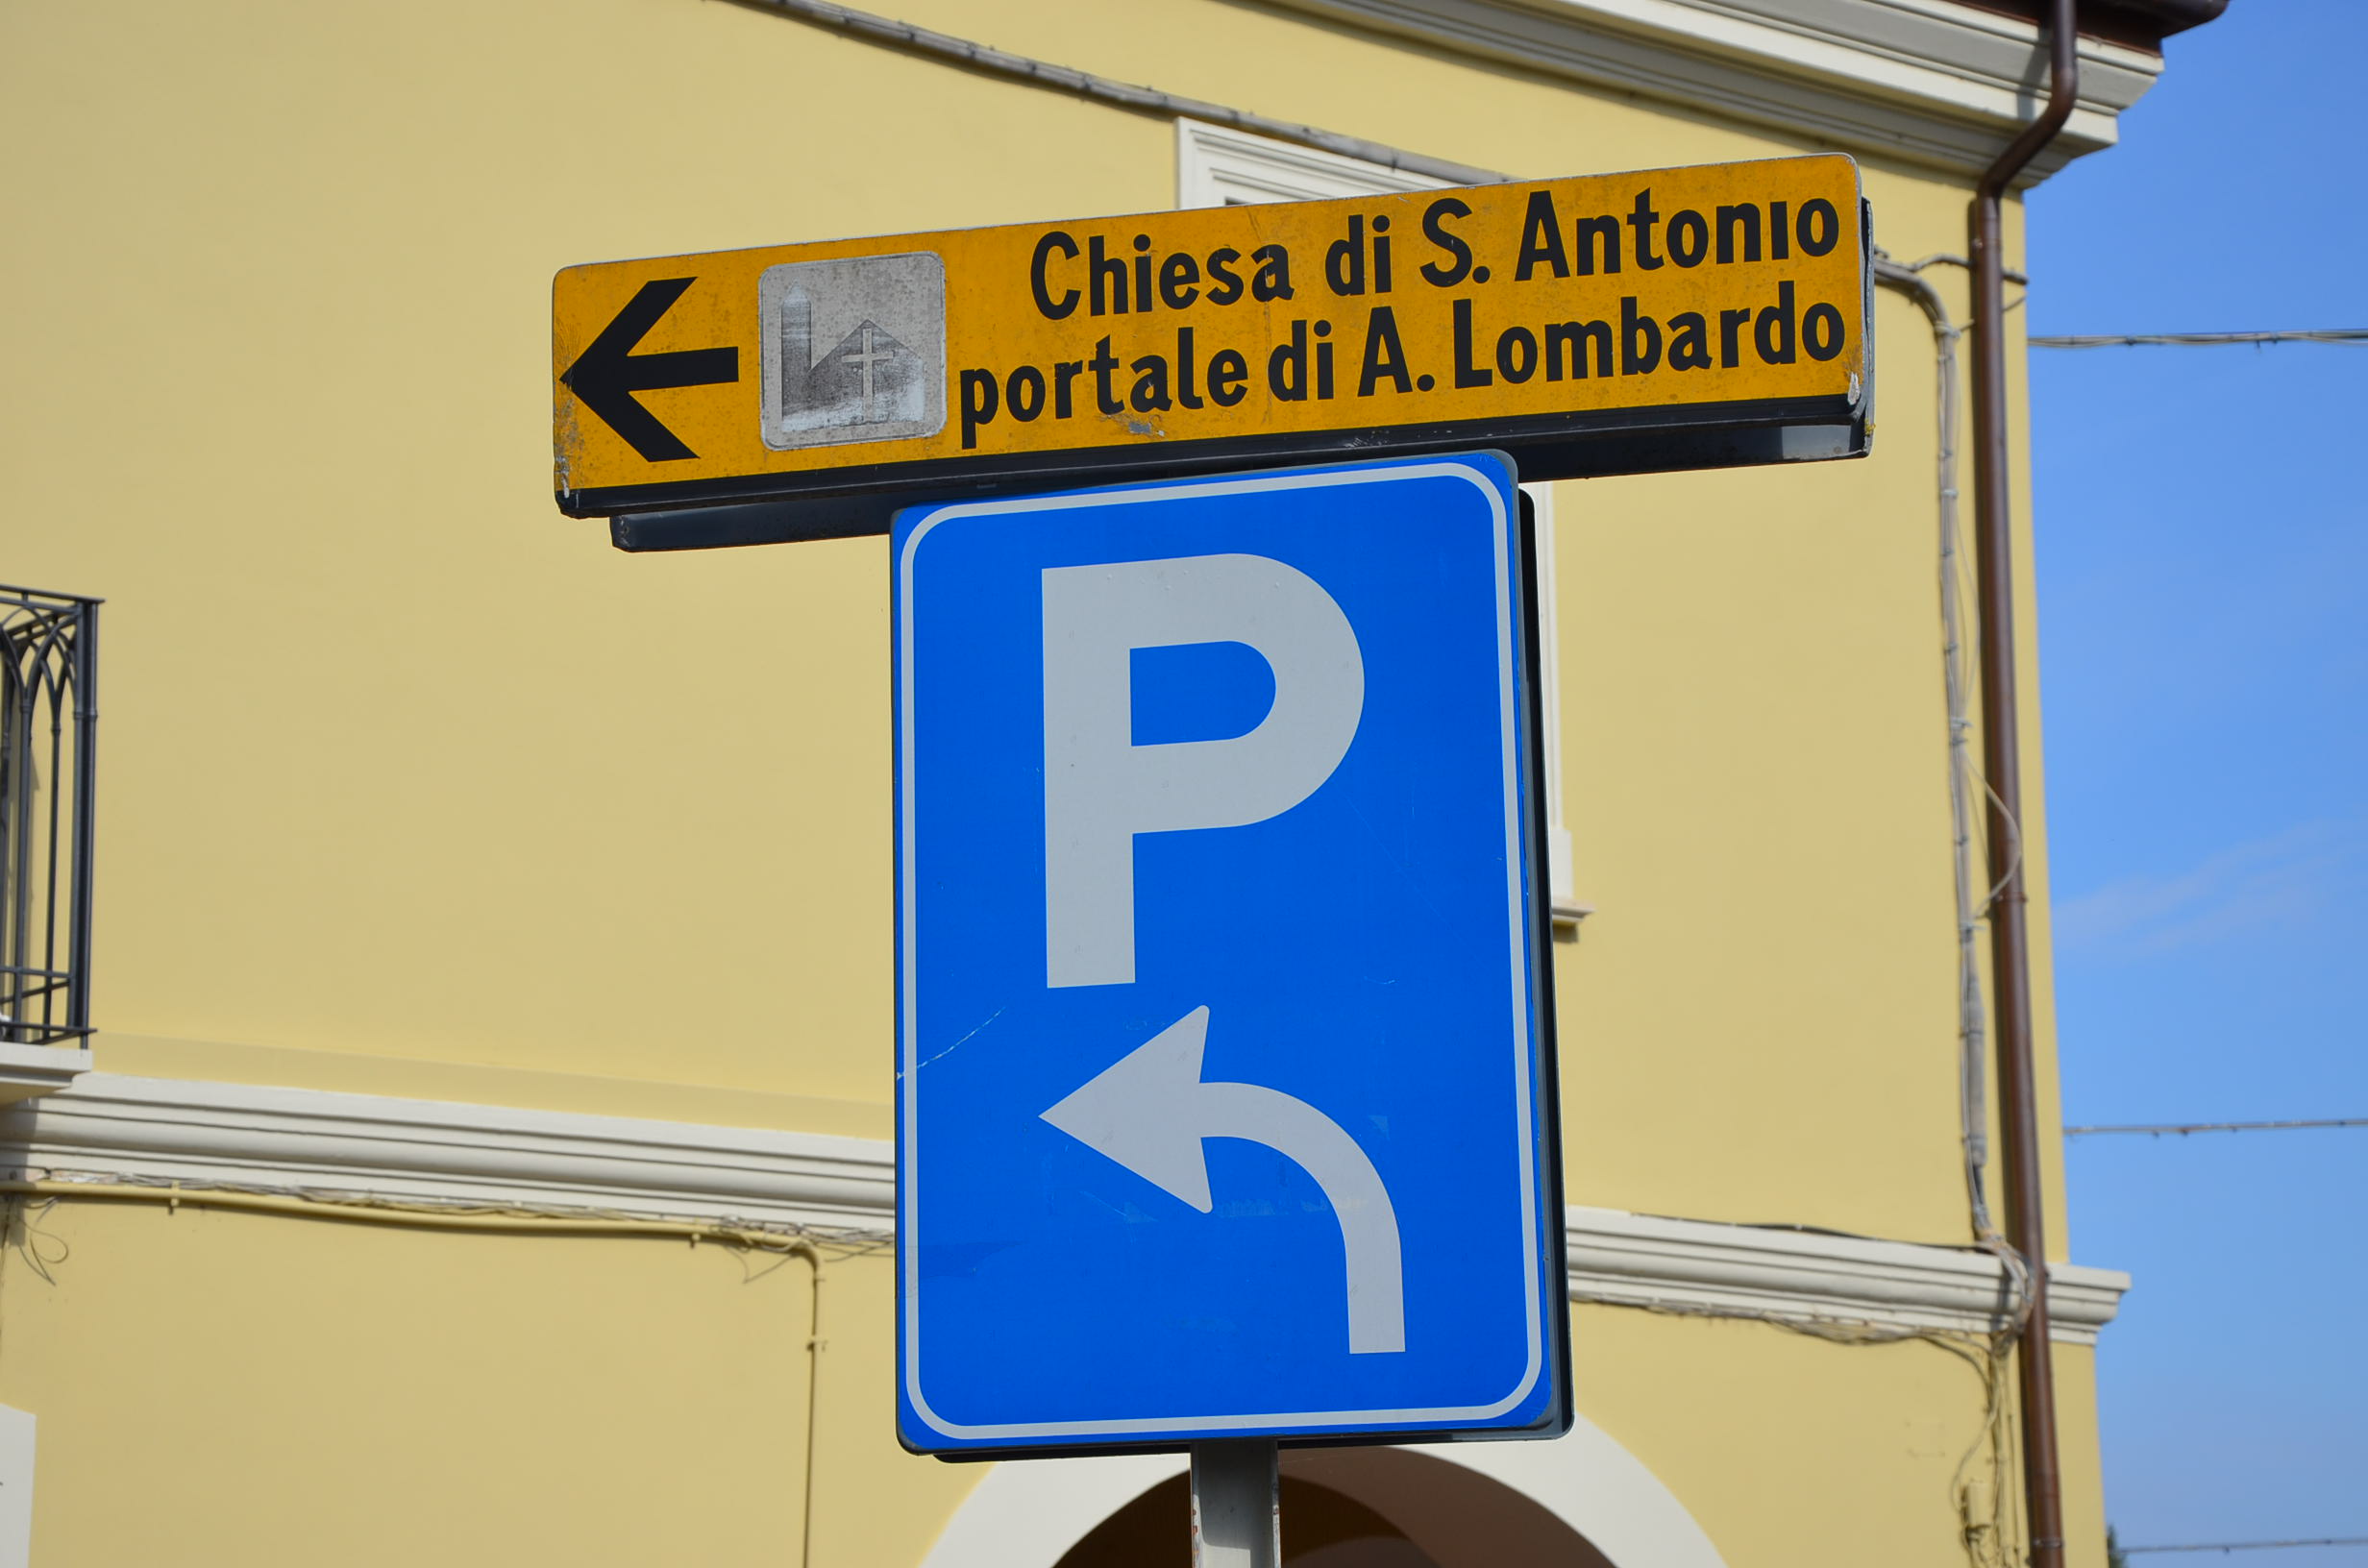 Chiesa di S. Antonio
portale di A. Lombardo
P